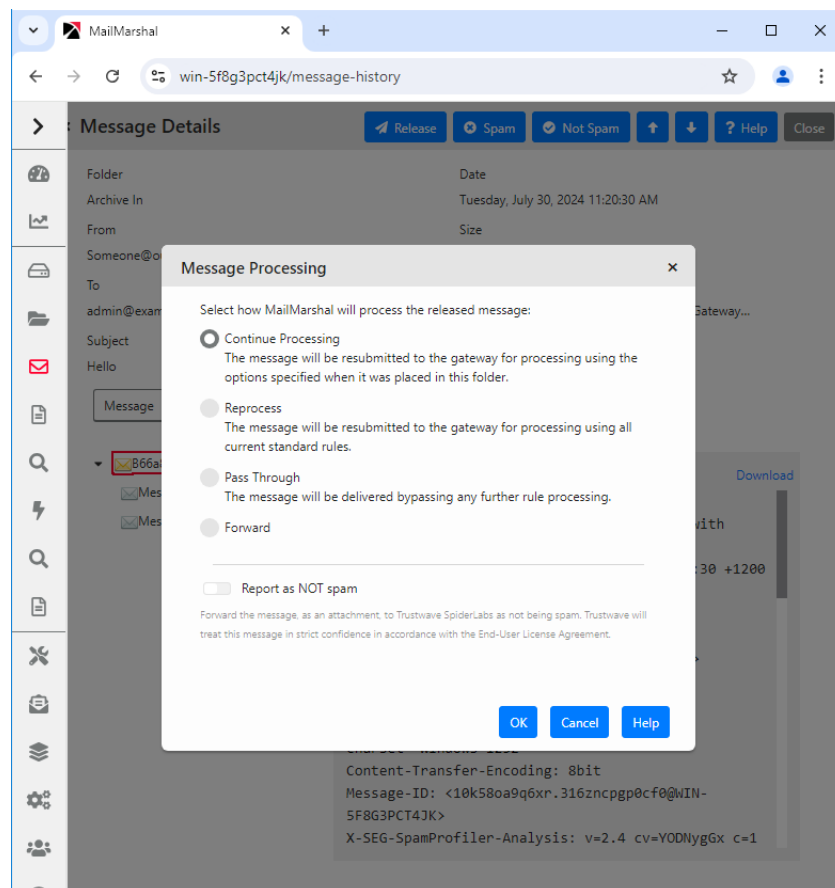 MailMarshal
win-5f8g3pct4jk/message-history
Message Details
Release
Spam
Not Spam
? Help
Close
Folder
Date
Archive In
Tuesday, July 30, 2024 11:20:30 AM
From
Size
Someone@o
To
admin@exam
Gateway...
Subject
Hello
Message
Message Processing
Select how MailMarshal will process the released message:
Continue Processing
The message will be resubmitted to the gateway for processing using the
options specified when it was placed in this folder.
Reprocess
The message will be resubmitted to the gateway for processing using all
current standard rules.
Pass Through
The message will be delivered bypassing any further rule processing.
Forward
Report as NOT spam
Forward the message, as an attachment, to Trustwave SpiderLabs as not being spam. Trustwave will
treat this message in strict confidence in accordance with the End-User License Agreement.
OK
Cancel
Help
B66a
Mes
Mes
Download
with
:30 +1200
>
Content-Transfer-Encoding: 8bit
Message-ID: <10k58oa9q6xr.316zncpgp0cf0@WIN-
5F8G3PCT4JK>
X-SEG-SpamProfiler-Analysis: v=2.4 cv=YODNygGx c=1